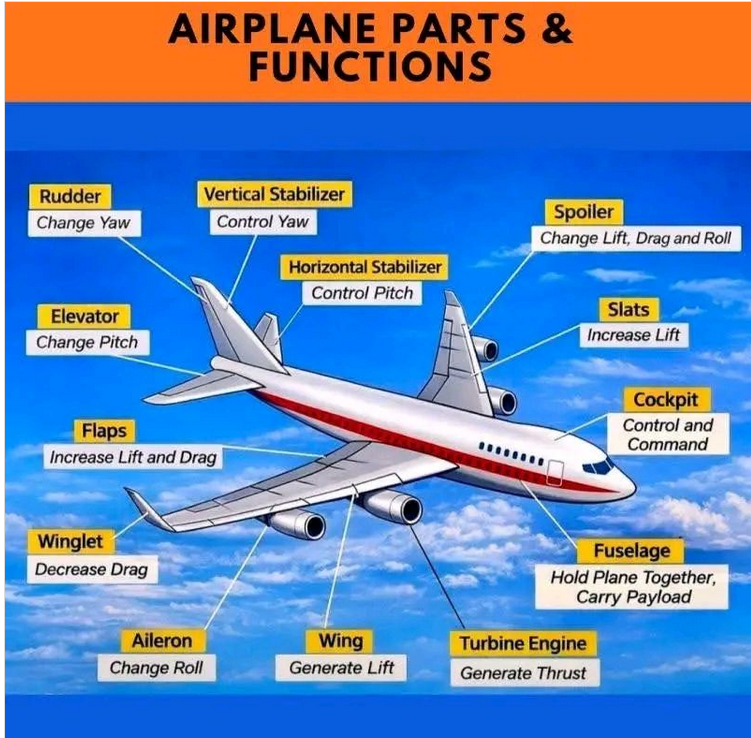 AIRPLANE PARTS &
FUNCTIONS
Rudder
Change Yaw
Vertical Stabilizer
Control Yaw
Spoiler
Change Lift, Drag and Roll
Horizontal Stabilizer
Control Pitch
Elevator
Change Pitch
Slats
Increase Lift
Cockpit
Control and
Command
Flaps
Increase Lift and Drag
Winglet
Decrease Drag
Fuselage
Hold Plane Together,
Carry Payload
Aileron
Change Roll
Wing
Generate Lift
Turbine Engine
Generate Thrust